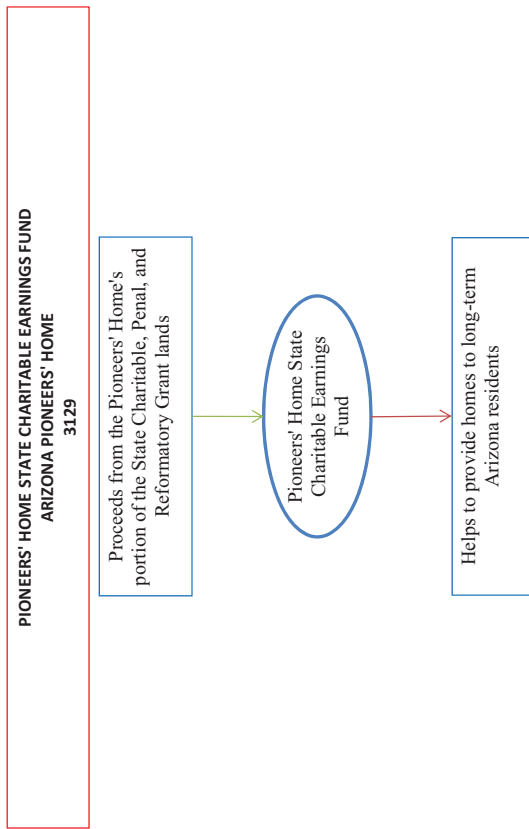 PIONEERS' HOME STATE CHARITABLE EARNINGS FUND
ARIZONA PIONEERS' HOME
3129
Proceeds from the Pioneers' Home's
portion of the State Charitable, Penal, and
Reformatory Grant lands
Pioneers' Home State
Charitable Earnings
Fund
Helps to provide homes to long-term
Arizona residents